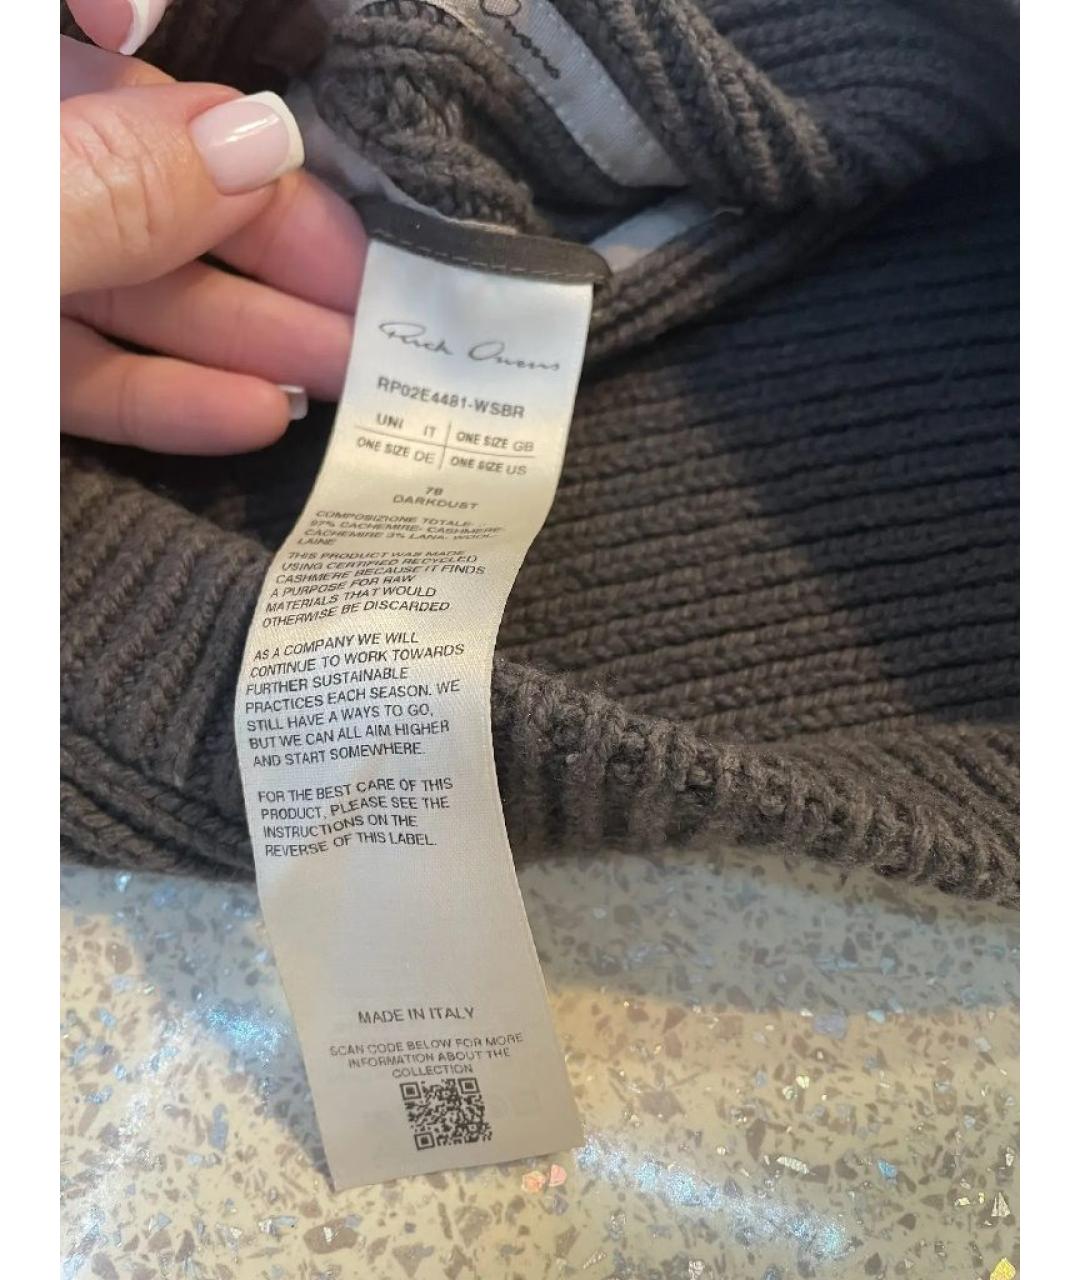 Owens
Rick Owens
RP02E4481-WSBR
UNI IT ONE SIZE GB
ONE SIZE DE ONE SIZE US
78
DARKDUST
COMPOSIZIONE TOTALE-
97% CACHEMIRE- CASHMERE-
CACHEMIRE 3% LANA- WOOL-
LAINE
THIS PRODUCT WAS MADE
USING CERTIFIED RECYCLED
CASHMERE BECAUSE IT FINDS
A PURPOSE FOR RAW
MATERIALS THAT WOULD
OTHERWISE BE DISCARDED
AS A COMPANY WE WILL
CONTINUE TO WORK TOWARDS
FURTHER SUSTAINABLE
PRACTICES EACH SEASON. WE
STILL HAVE A WAYS TO GO,
BUT WE CAN ALL AIM HIGHER
AND START SOMEWHERE.
FOR THE BEST CARE OF THIS
PRODUCT, PLEASE SEE THE
INSTRUCTIONS ON THE
REVERSE OF THIS LABEL.
MADE IN ITALY
SCAN CODE BELOW FOR MORE
INFORMATION ABOUT THE
COLLECTION